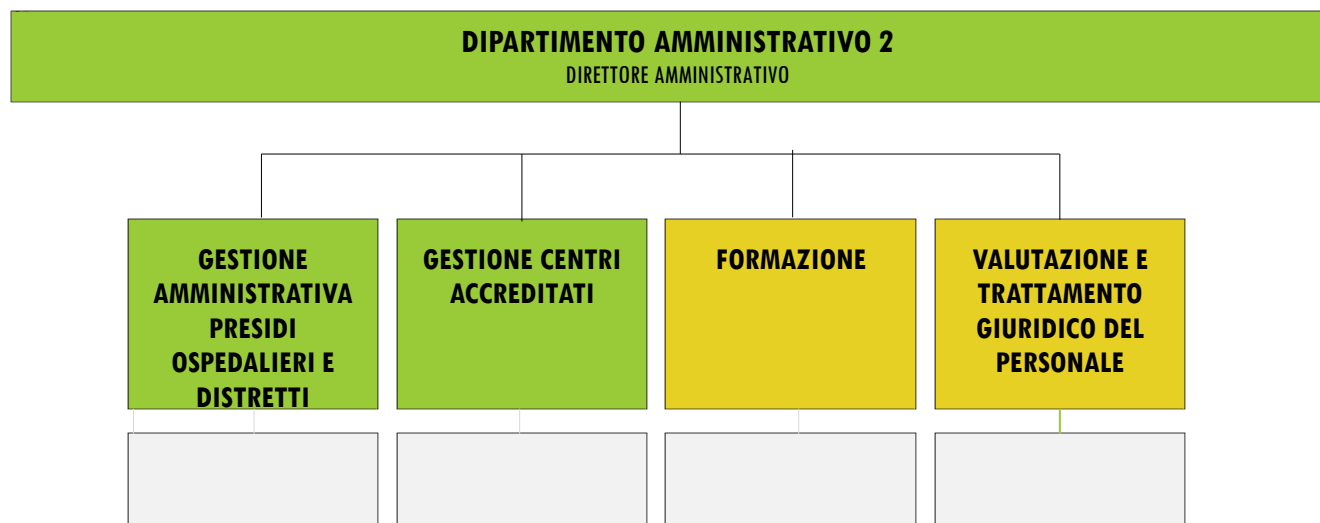 DIPARTIMENTO AMMINISTRATIVO 2
DIRETTORE AMMINISTRATIVO
GESTIONE
AMMINISTRATIVA
PRESIDI
OSPEDALIERI E
DISTRETTI
GESTIONE CENTRI
ACCREDITATI
FORMAZIONE
VALUTAZIONE E
TRATTAMENTO
GIURIDICO DEL
PERSONALE